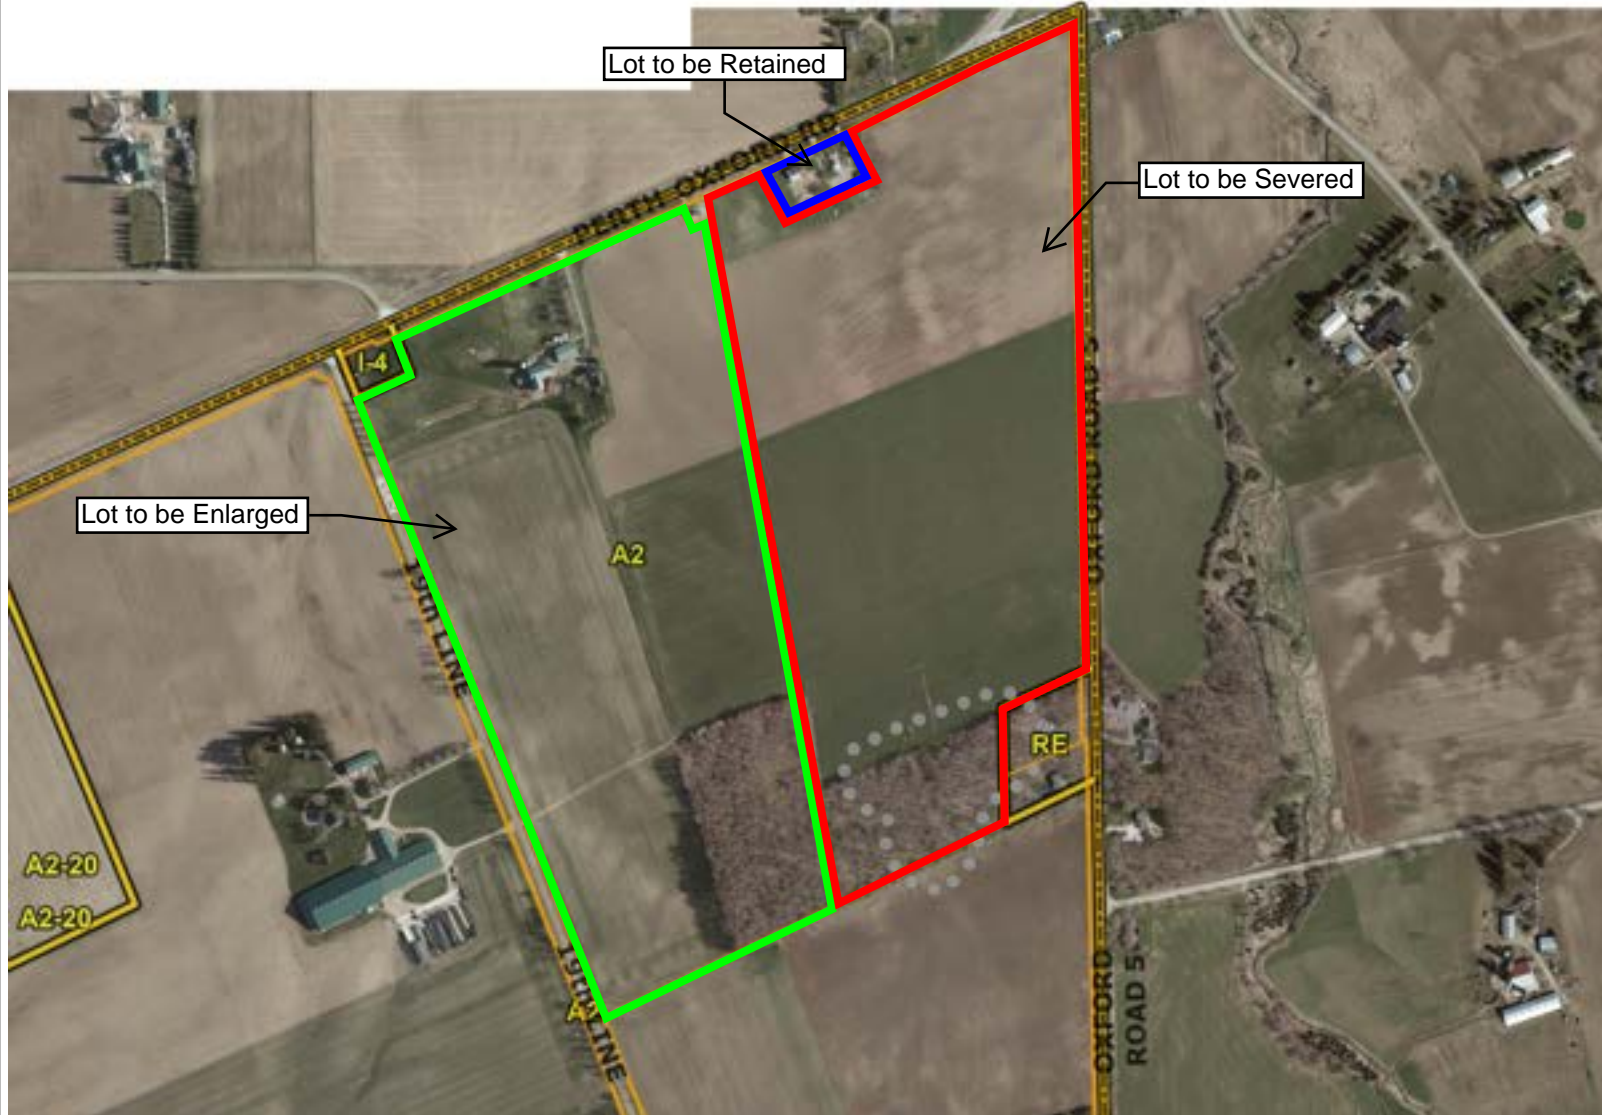 Lot to be Retained
PERTH-OXFORD RD
Lot to be Severed
I-4
OXFORD ROAD 5
Lot to be Enlarged
A2
19th LINE
RE
A2-20
A2-20
19th LINE
A2
OXFORD
ROAD 5